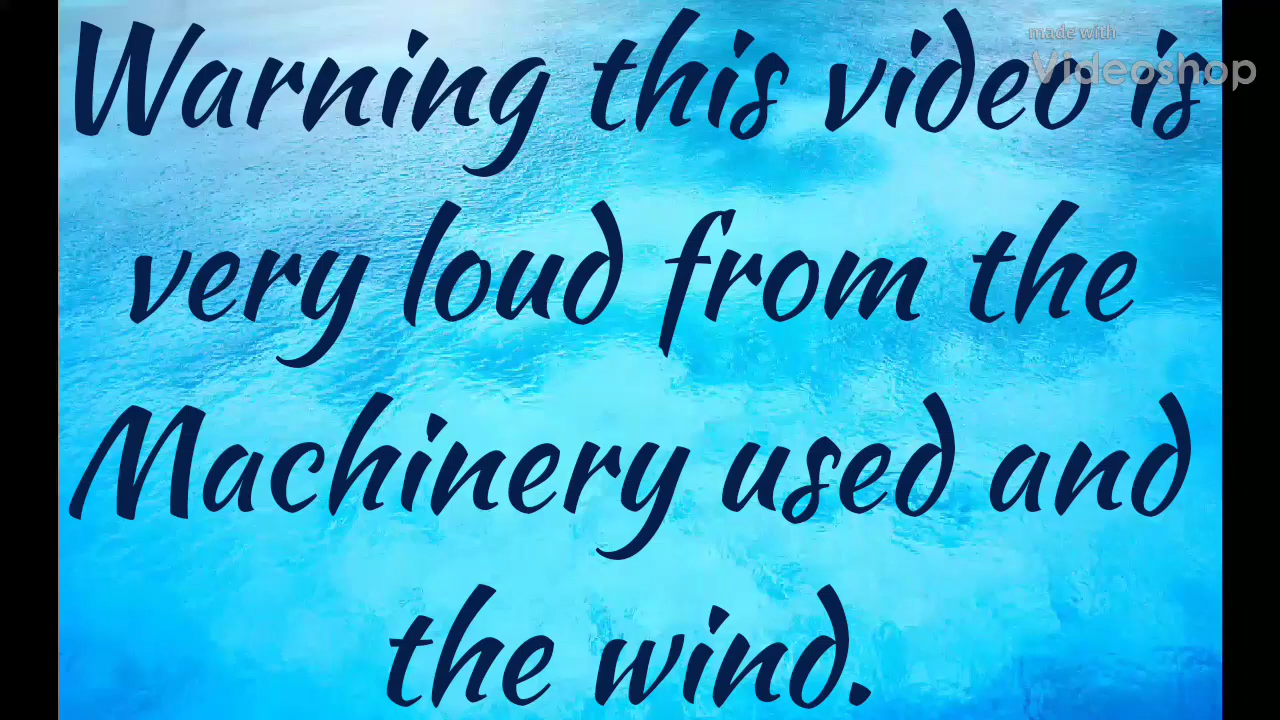 made with
Videoshop
Warning this video is
very loud from the
Machinery used and
the wind.